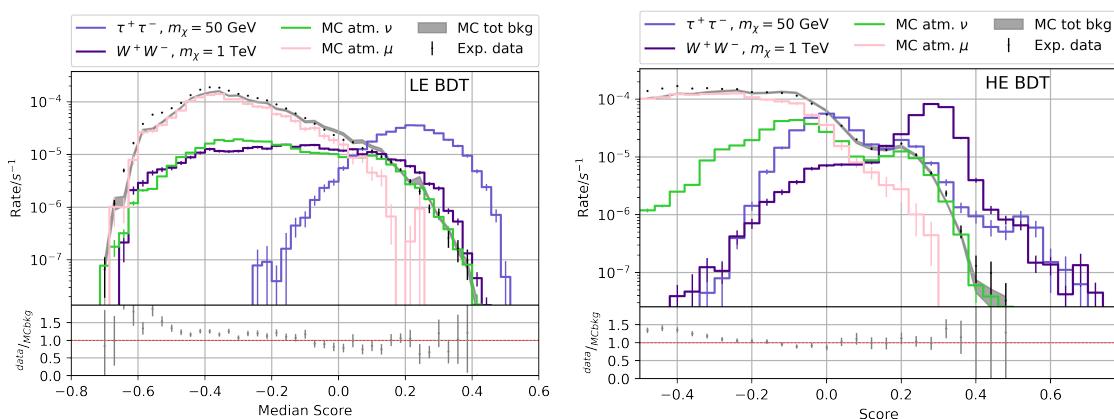 τ⁺τ⁻, mχ = 50 GeV MC atm. ν MC tot bkg
W⁺W⁻, mχ = 1 TeV MC atm. μ Exp. data
LE BDT
10⁻⁴
10⁻⁵
10⁻⁶
10⁻⁷
Rate/s⁻¹
1.5
1.0
0.5
0.0
data/MCbkg
−0.8 −0.6 −0.4 −0.2 0.0 0.2 0.4 0.6
Median Score
τ⁺τ⁻, mχ = 50 GeV MC atm. ν MC tot bkg
W⁺W⁻, mχ = 1 TeV MC atm. μ Exp. data
HE BDT
10⁻⁴
10⁻⁵
10⁻⁶
10⁻⁷
Rate/s⁻¹
1.5
1.0
0.5
0.0
data/MCbkg
−0.4 −0.2 0.0 0.2 0.4 0.6
Score